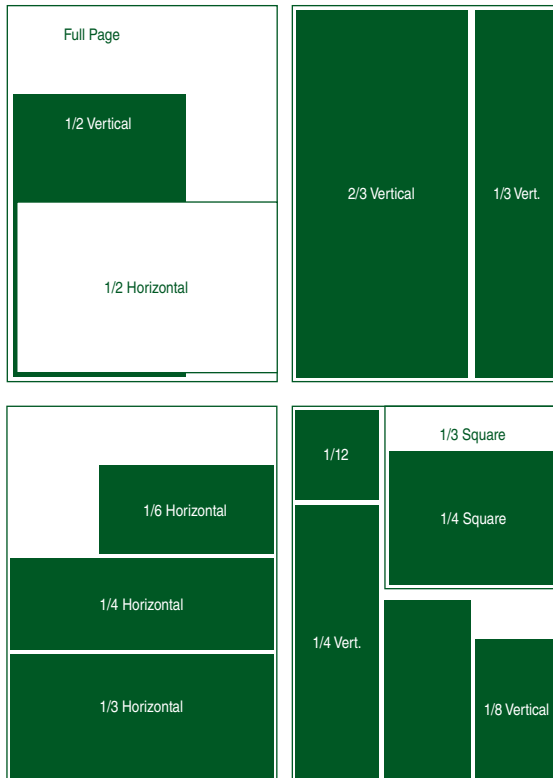 Full Page
1/2 Vertical
1/2 Horizontal
2/3 Vertical
1/3 Vert.
1/6 Horizontal
1/4 Horizontal
1/3 Horizontal
1/12
1/3 Square
1/4 Square
1/4 Vert.
1/8 Vertical